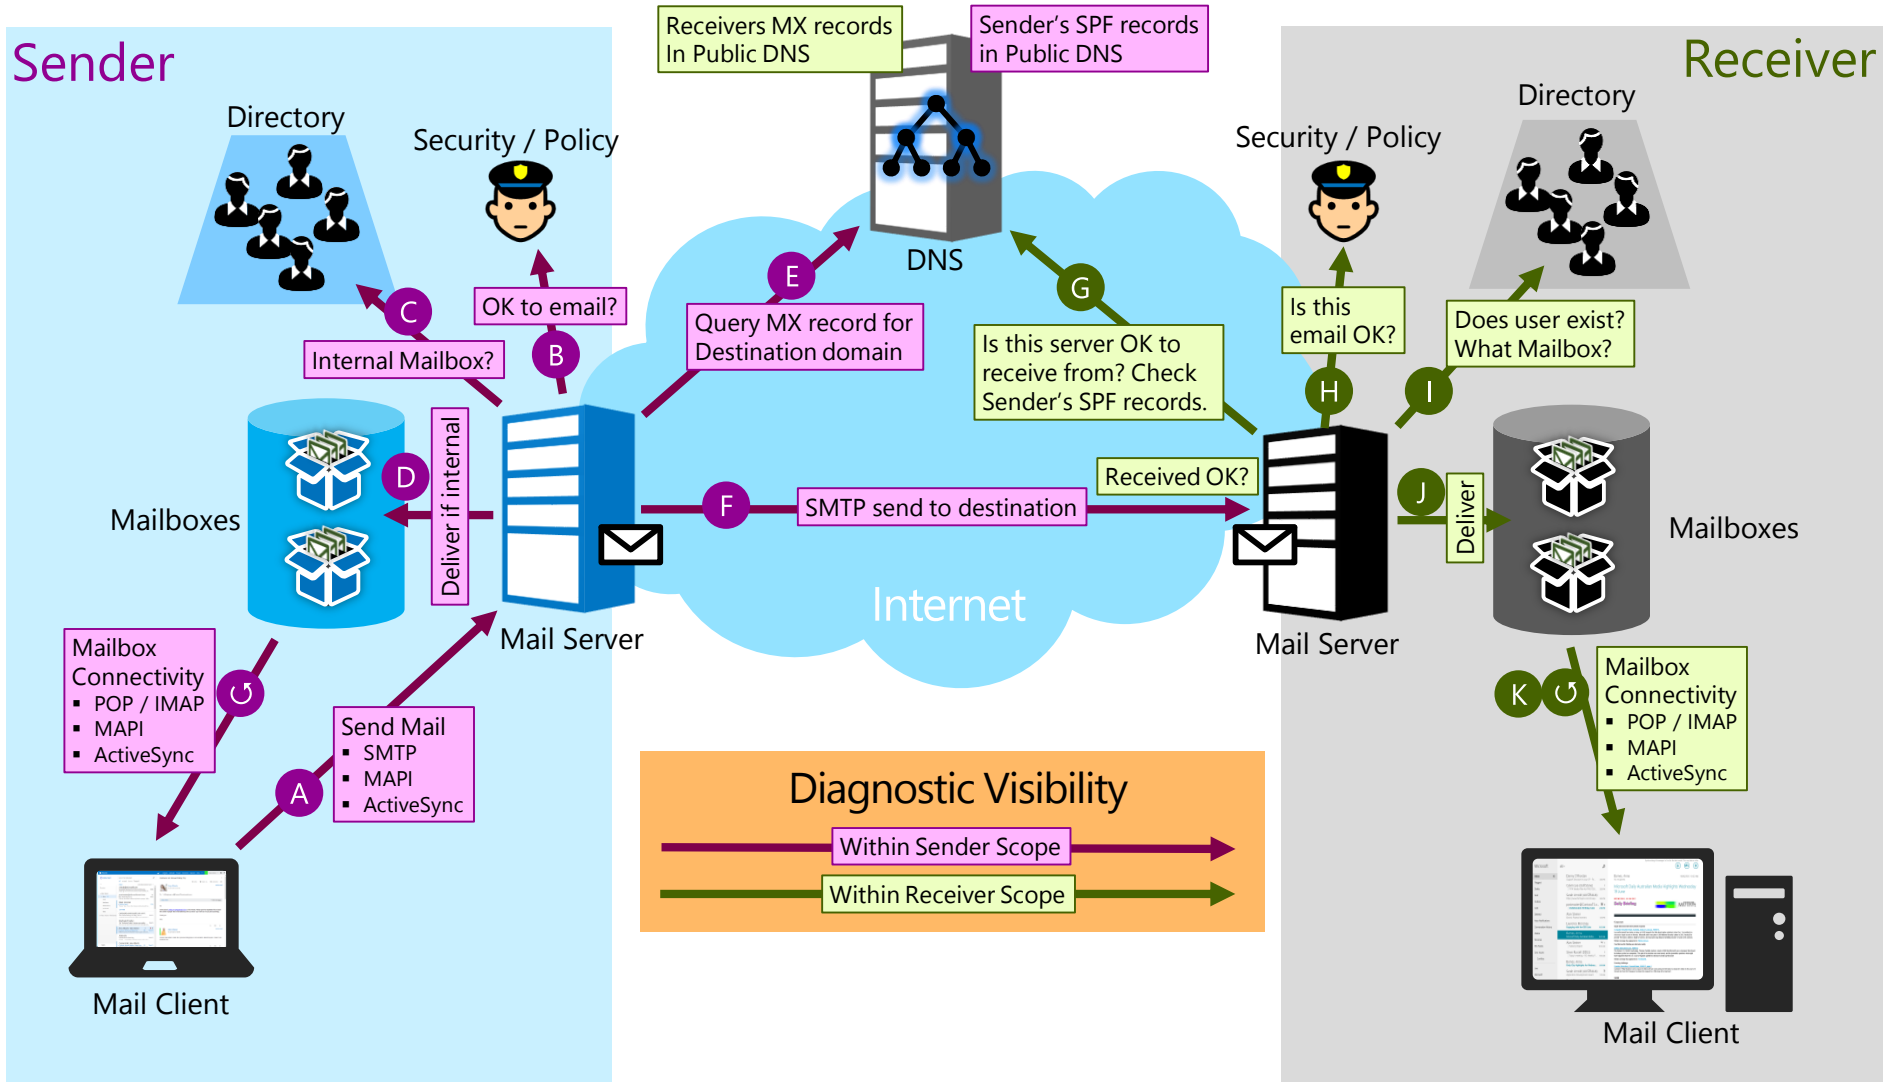 Sender
Receivers MX records
In Public DNS
Sender's SPF records
in Public DNS
Receiver
Directory
Security / Policy
Security / Policy
Directory
DNS
C
OK to email?
B
Internal Mailbox?
E
Query MX record for
Destination domain
G
Is this server OK to
receive from? Check
Sender's SPF records.
Is this
email OK?
H
Does user exist?
What Mailbox?
I
Mailboxes
D
Deliver if internal
F
SMTP send to destination
Received OK?
J
Deliver
Mailboxes
Internet
Mail Server
Mail Server
Mailbox
Connectivity
▪ POP / IMAP
▪ MAPI
▪ ActiveSync
A
Send Mail
▪ SMTP
▪ MAPI
▪ ActiveSync
K
Mailbox
Connectivity
▪ POP / IMAP
▪ MAPI
▪ ActiveSync
Diagnostic Visibility
Within Sender Scope
Within Receiver Scope
Mail Client
Mail Client